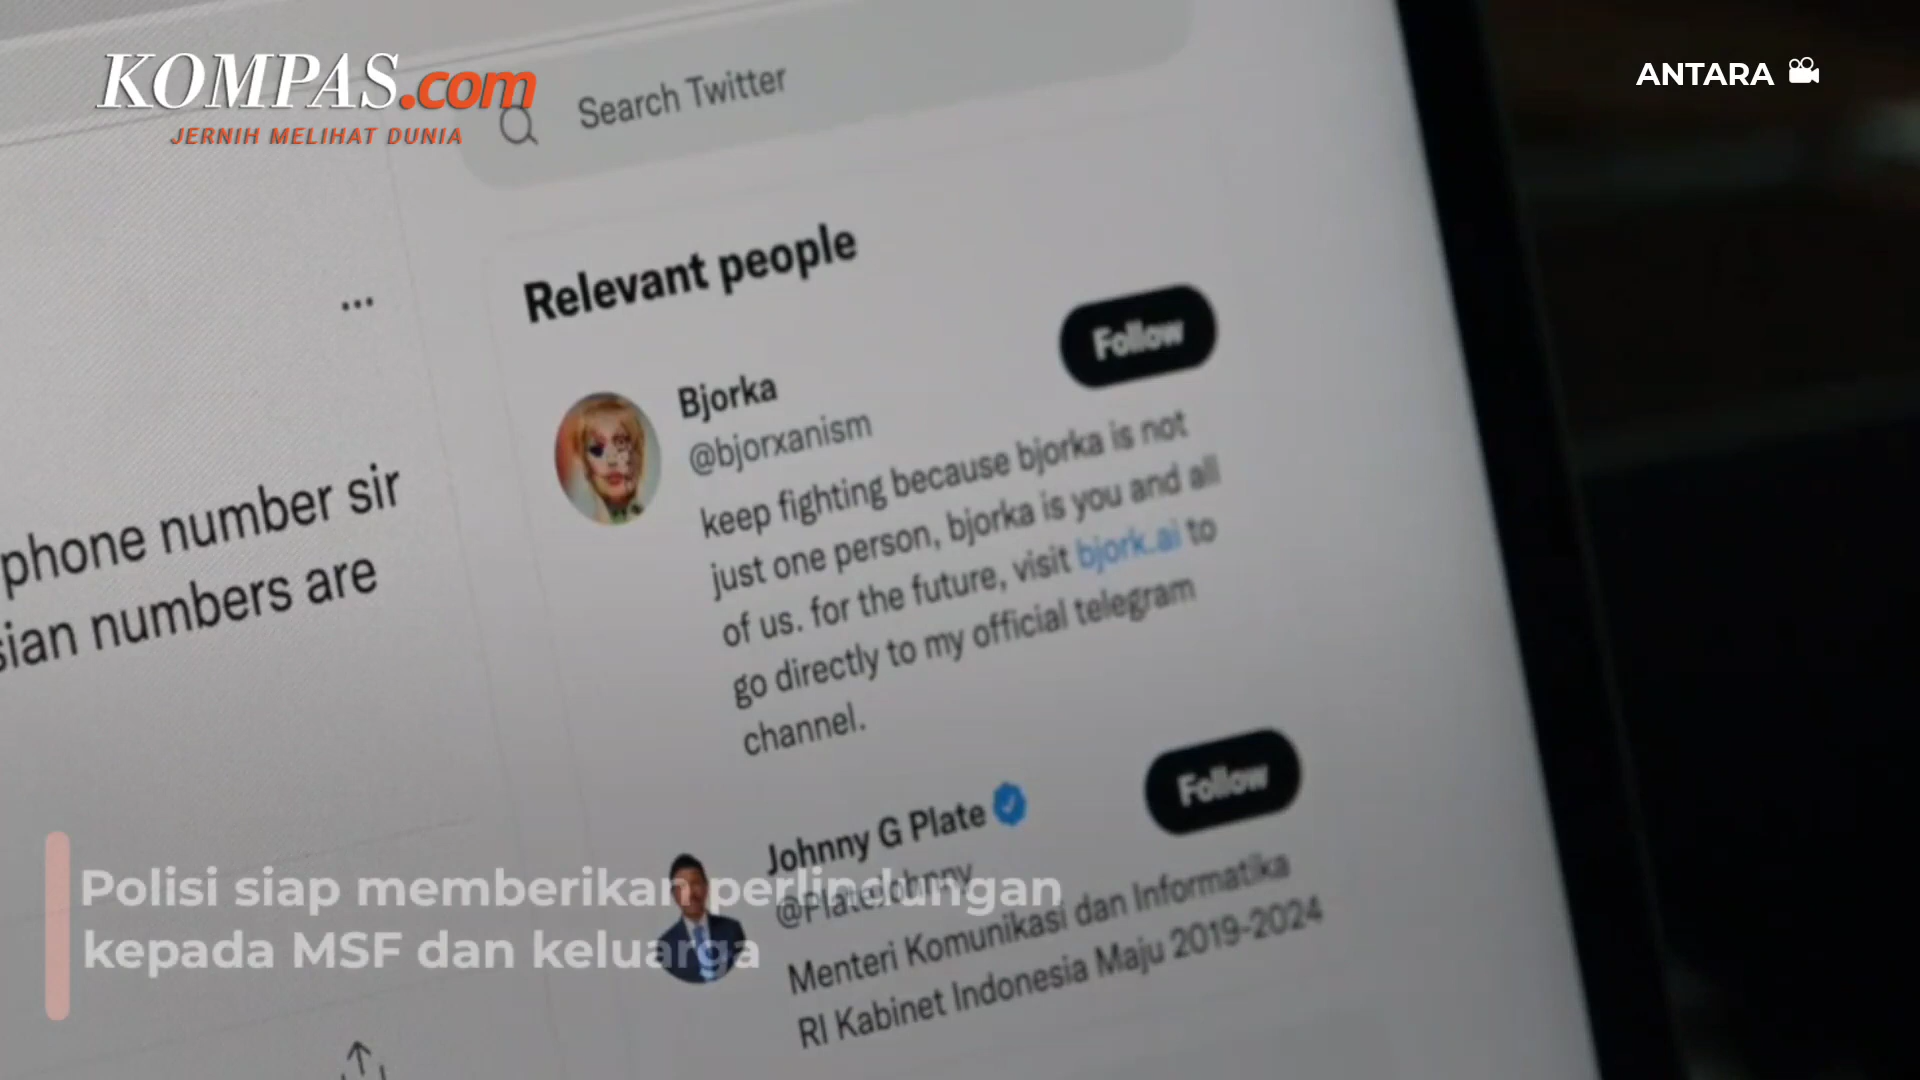 KOMPAS.com
JERNIH MELIHAT DUNIA
ANTARA
Search Twitter
...
phone number sir
sian numbers are
Relevant people
Bjorka
Follow
@bjorxanism
keep fighting because bjorka is not
just one person, bjorka is you and all
of us. for the future, visit bjork.ai to
go directly to my official telegram
channel.
Johnny G Plate
Follow
@PlateJohnny
Menteri Komunikasi dan Informatika
RI Kabinet Indonesia Maju 2019-2024
Polisi siap memberikan perlindungan
kepada MSF dan keluarga